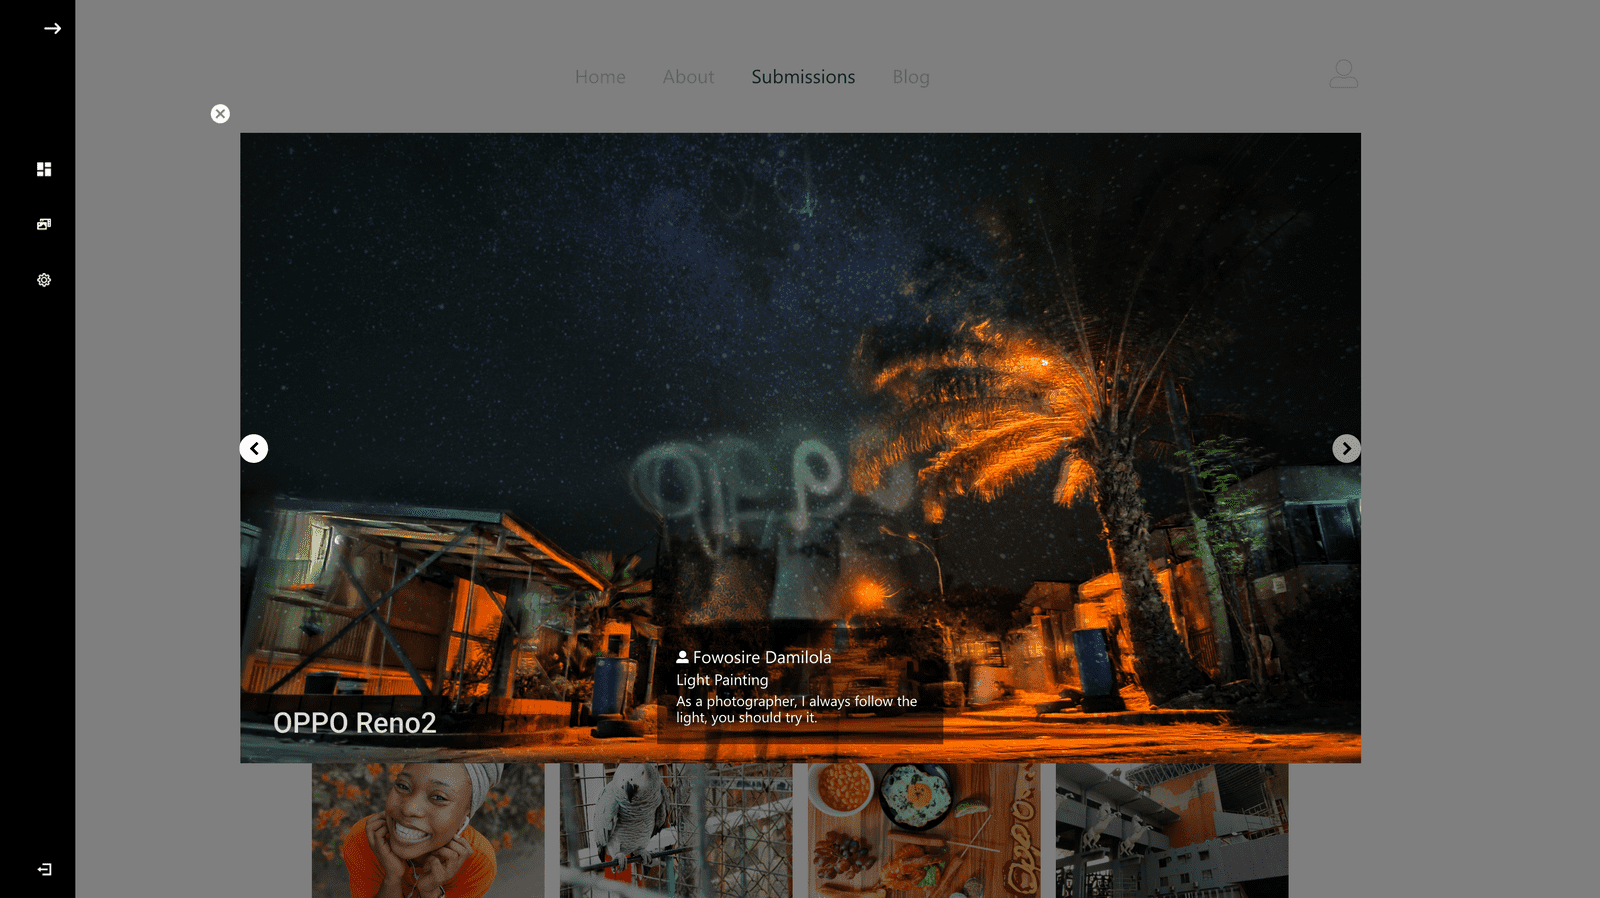 Home About Submissions Blog
OPPO
Fowosire Damilola
Light Painting
As a photographer, I always follow the
light, you should try it.
OPPO Reno2
OPPO